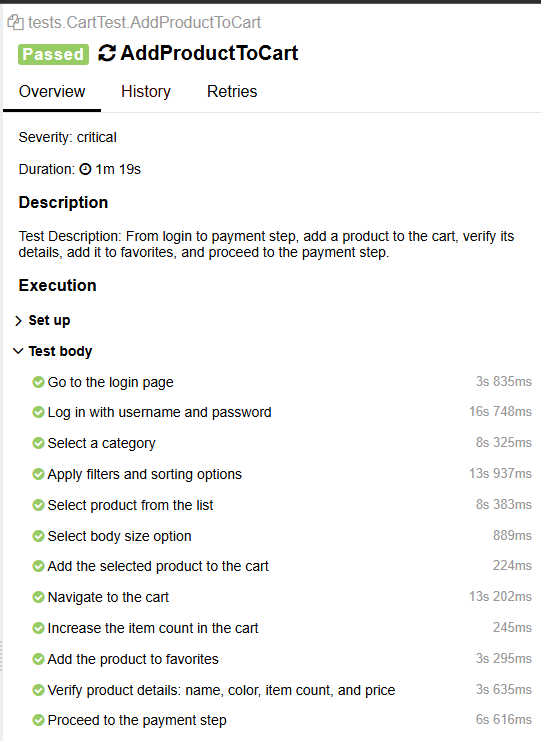 tests.CartTest.AddProductToCart
Passed AddProductToCart
Overview History Retries
Severity: critical
Duration: 1m 19s
Description
Test Description: From login to payment step, add a product to the cart, verify its
details, add it to favorites, and proceed to the payment step.
Execution
Set up
Test body
Go to the login page 3s 835ms
Log in with username and password 16s 748ms
Select a category 8s 325ms
Apply filters and sorting options 13s 937ms
Select product from the list 8s 383ms
Select body size option 889ms
Add the selected product to the cart 224ms
Navigate to the cart 13s 202ms
Increase the item count in the cart 245ms
Add the product to favorites 3s 295ms
Verify product details: name, color, item count, and price 3s 635ms
Proceed to the payment step 6s 616ms